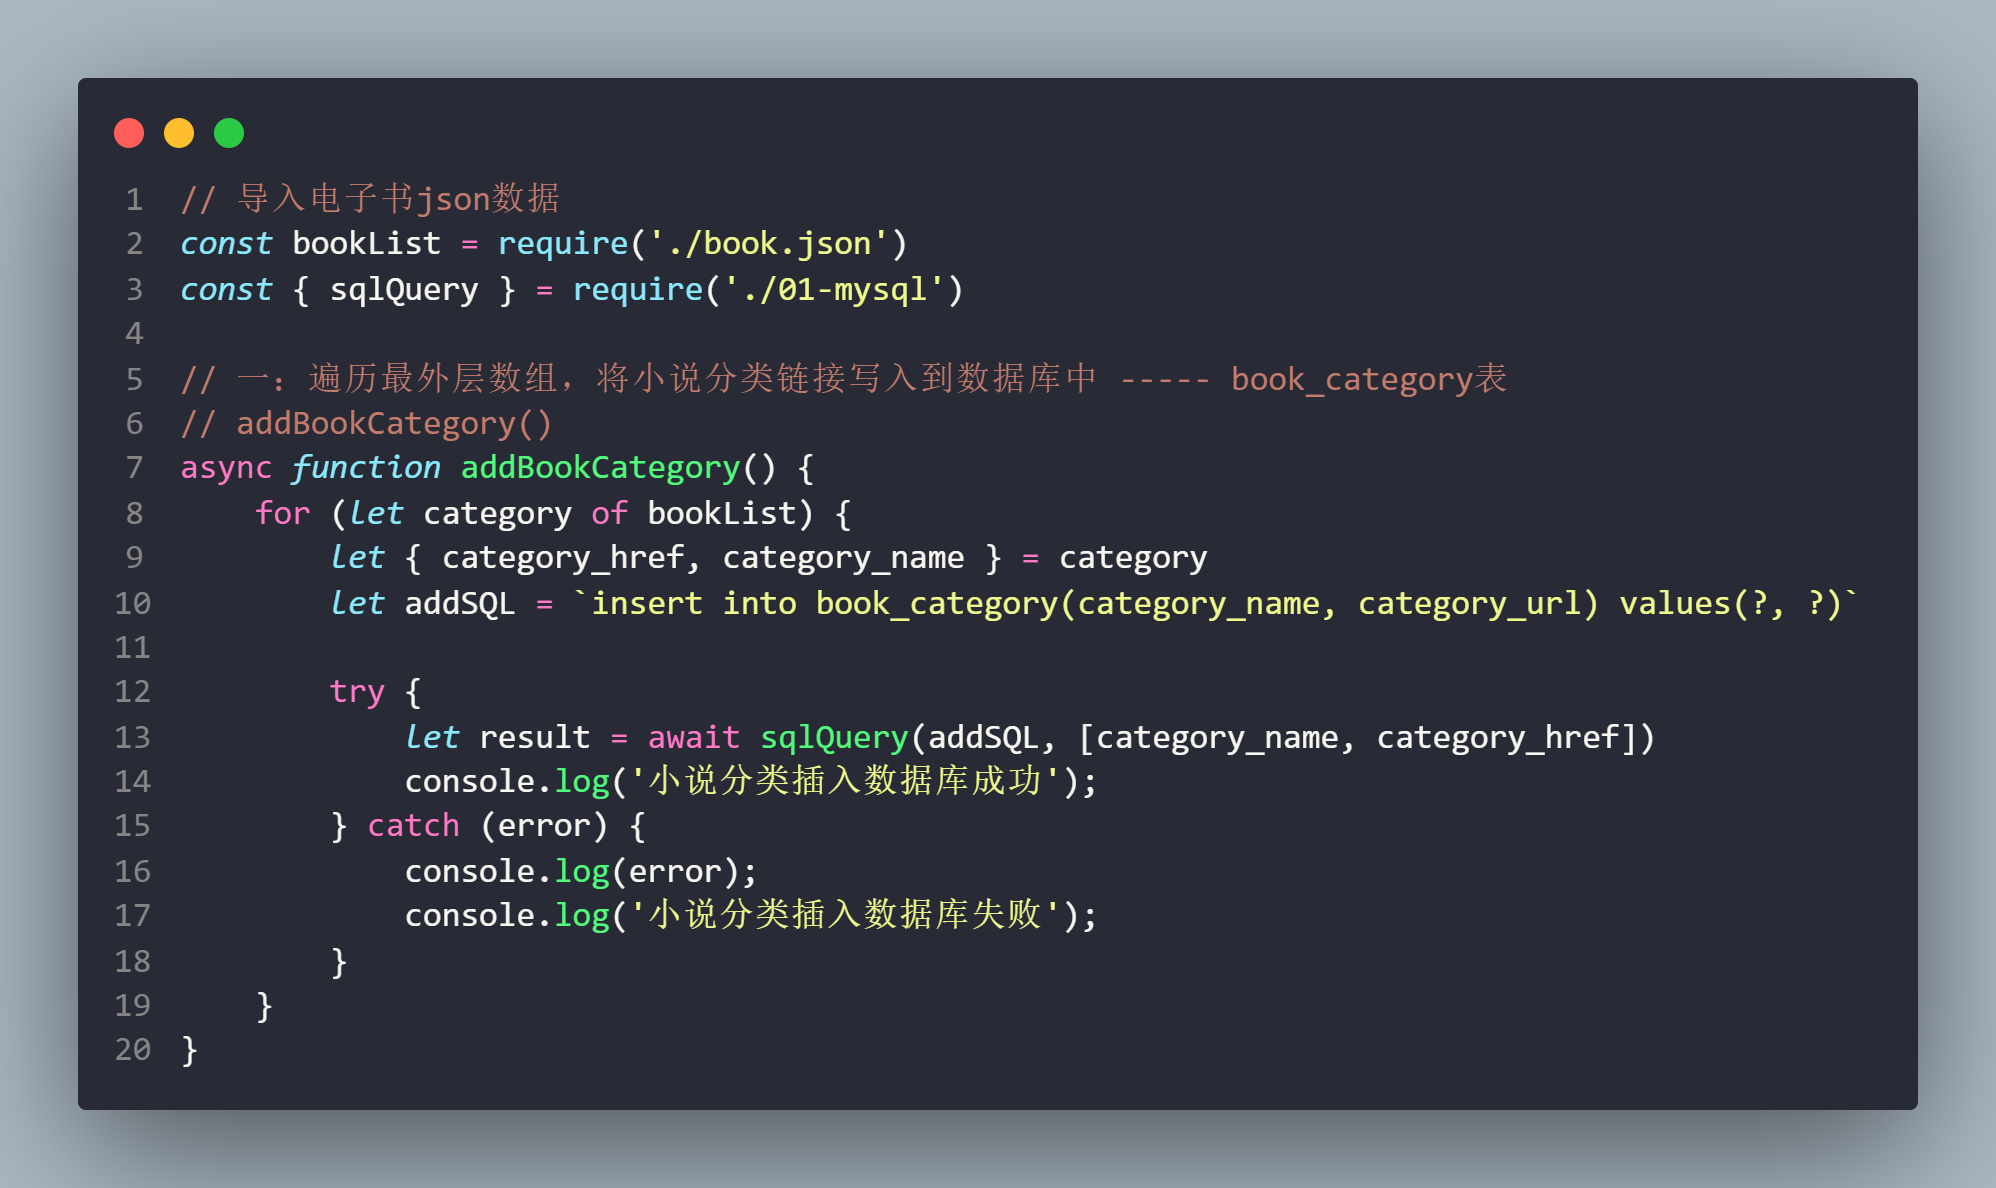 1 // 导入电子书json数据
2 const bookList = require('./book.json')
3 const { sqlQuery } = require('./01-mysql')
4
5 // 一：遍历最外层数组，将小说分类链接写入到数据库中 ----- book_category表
6 // addBookCategory()
7 async function addBookCategory() {
8     for (let category of bookList) {
9         let { category_href, category_name } = category
10         let addSQL = `insert into book_category(category_name, category_url) values(?, ?)`
11
12         try {
13             let result = await sqlQuery(addSQL, [category_name, category_href])
14             console.log('小说分类插入数据库成功');
15         } catch (error) {
16             console.log(error);
17             console.log('小说分类插入数据库失败');
18         }
19     }
20 }